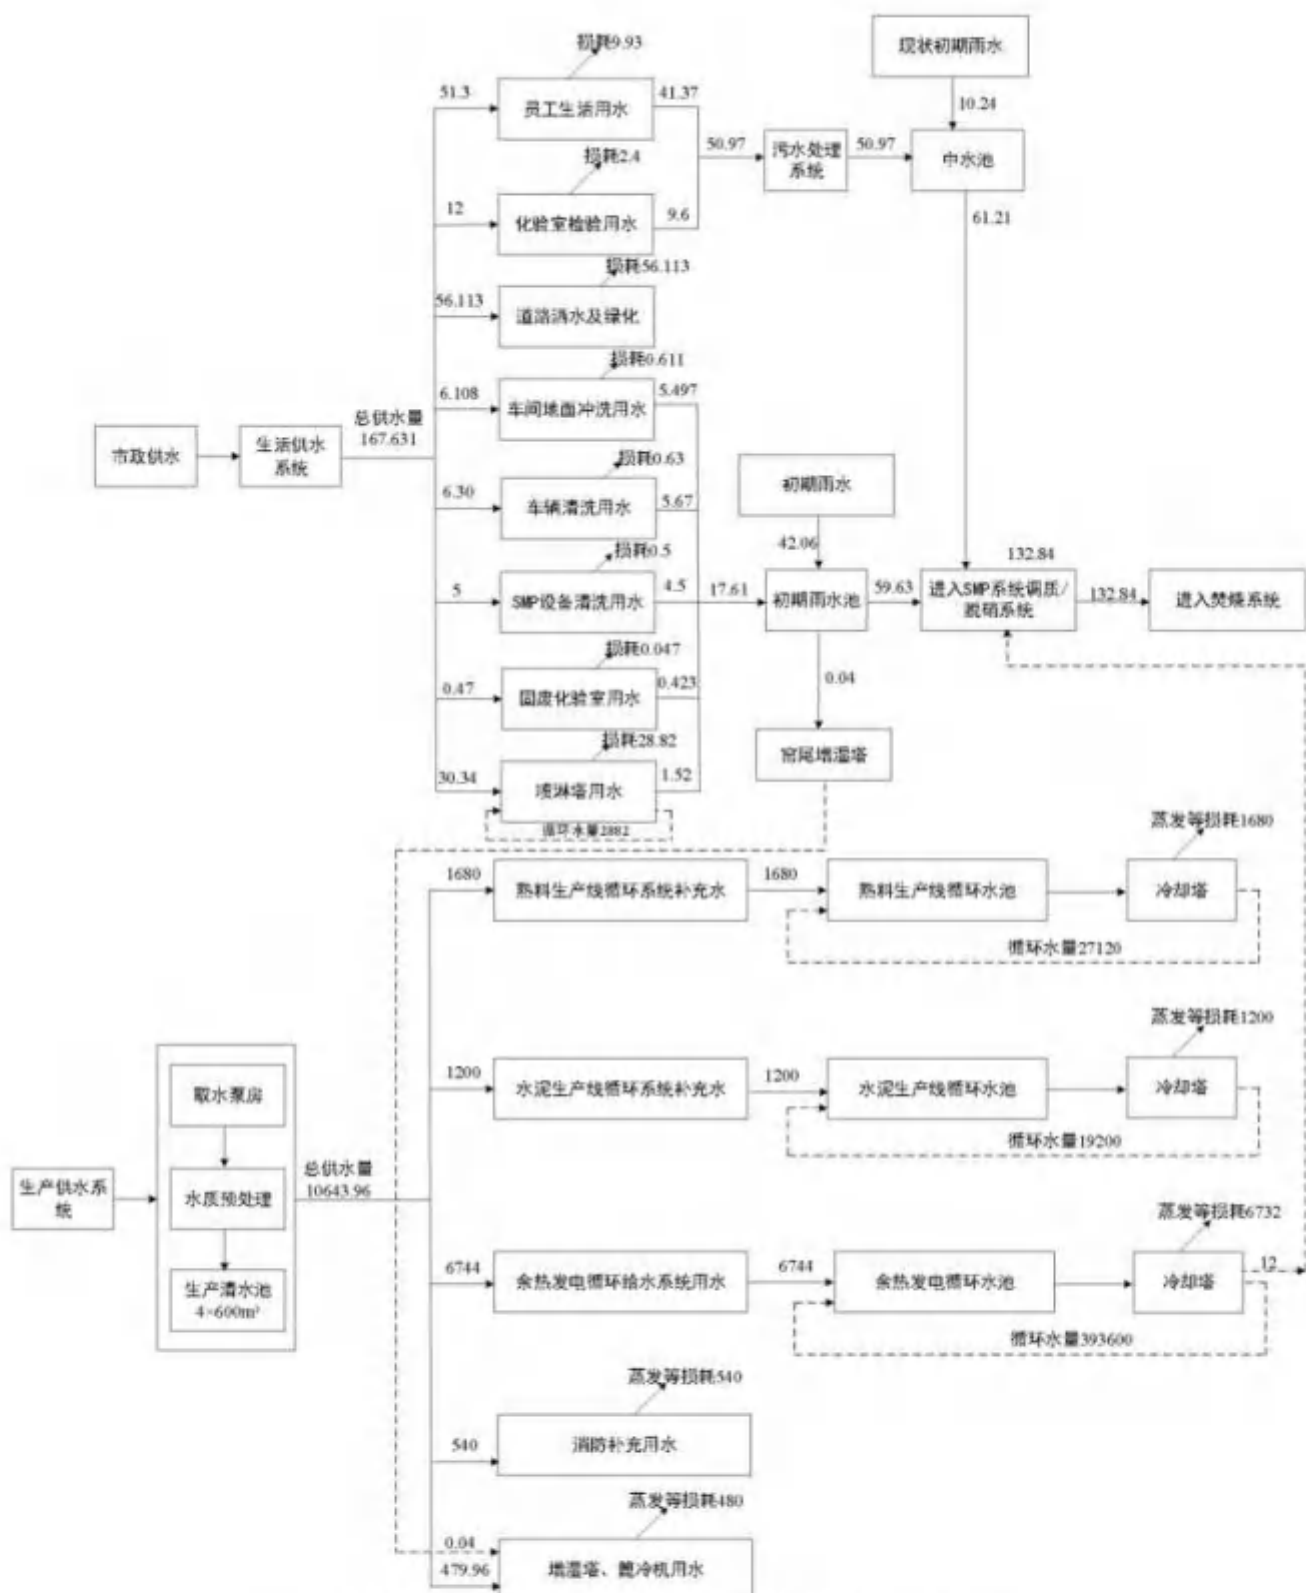 损耗9.93
现状初期雨水
51.3
员工生活用水
41.37
10.24
损耗2.4
50.97
污水处理
系统
50.97
中水池
12
化验室检验用水
9.6
61.21
损耗56.113
56.113
道路洒水及绿化
损耗0.611
6.108
车间地面冲洗用水
5.497
市政供水
生活供水
系统
总供水量
167.631
损耗0.63
初期雨水
6.30
车辆清洗用水
5.67
损耗0.5
42.06
132.84
5
SMP设备清洗用水
4.5
17.61
初期雨水池
59.63
进入SMP系统调质/
脱硝系统
132.84
进入焚烧系统
损耗0.047
0.04
0.47
固废化验室用水
0.423
损耗28.82
窑尾增湿塔
30.34
喷淋塔用水
1.52
循环水量2882
蒸发等损耗1680
1680
熟料生产线循环系统补充水
1680
熟料生产线循环水池
冷却塔
循环水量27120
蒸发等损耗1200
1200
水泥生产线循环系统补充水
1200
水泥生产线循环水池
冷却塔
循环水量19200
取水泵房
生产供水系
统
水质预处理
总供水量
10643.96
生产清水池
4×600m³
蒸发等损耗6732
6744
余热发电循环给水系统用水
6744
余热发电循环水池
冷却塔
12
循环水量393600
蒸发等损耗540
540
消防补充用水
蒸发等损耗480
0.04
479.96
增湿塔、篦冷机用水